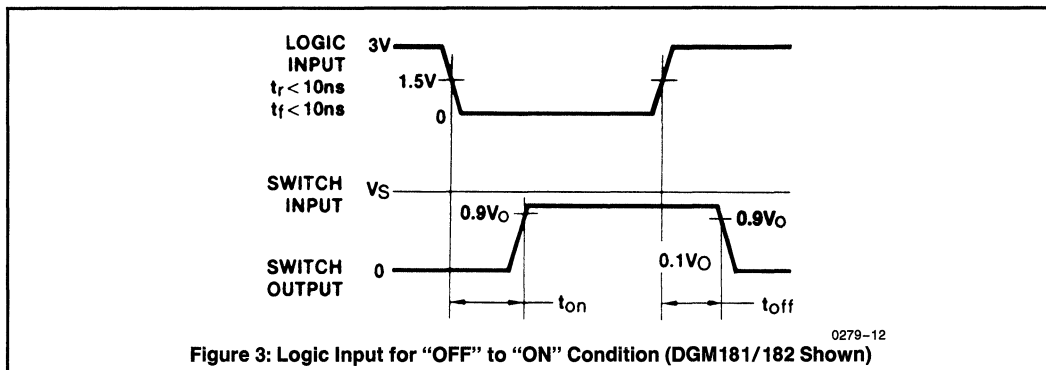 LOGIC
INPUT
tr < 10ns
tf < 10ns
3V
1.5V
0
SWITCH
INPUT
VS
0.9VO
0.9VO
0.1VO
SWITCH
OUTPUT
0
ton
toff
0279-12
Figure 3: Logic Input for “OFF” to “ON” Condition (DGM181/182 Shown)